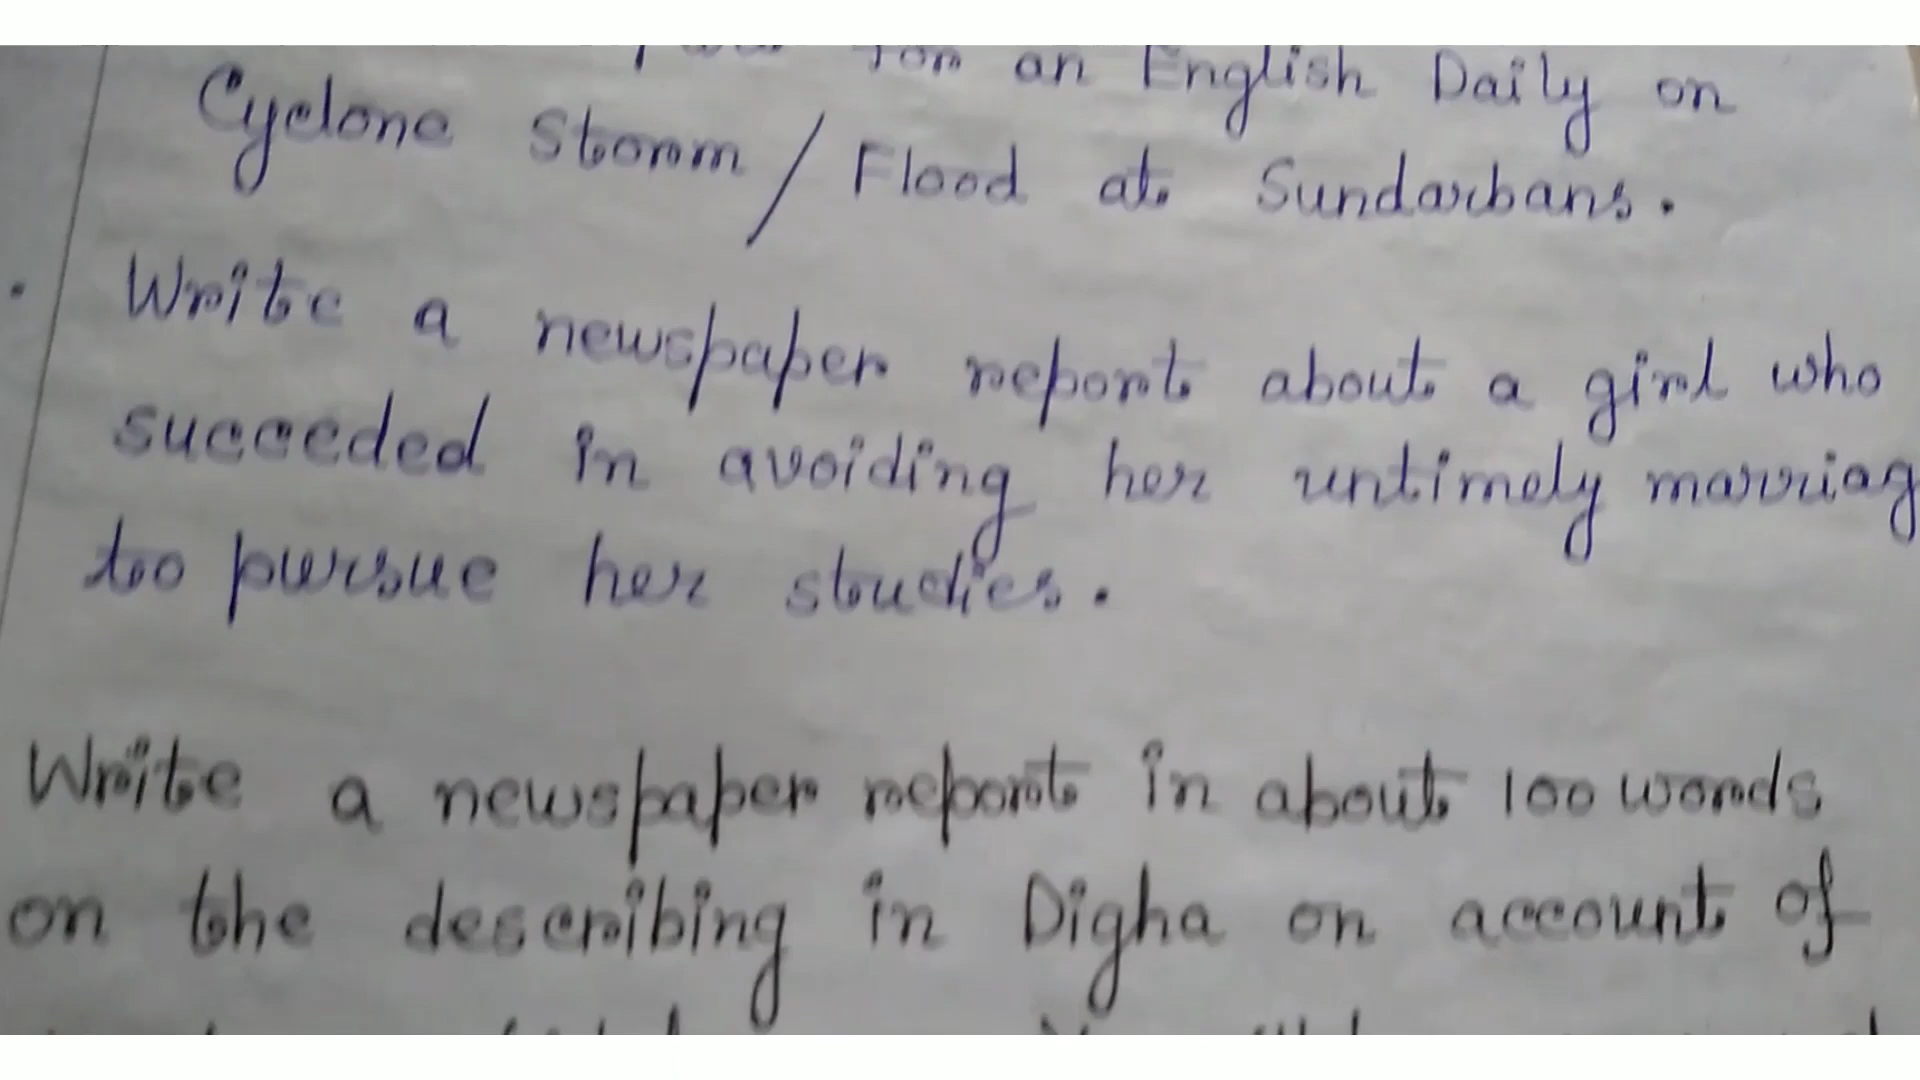 for an English Daily on
Cyclone Storm / Flood at Sundarbans.
Write a newspaper report about a girl who
succeeded in avoiding her untimely marriag
to pursue her studies.
Write a newspaper report in about 100 words
on the describing in Digha on account of